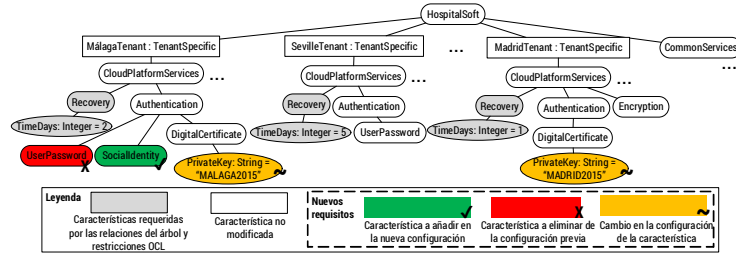 HospitalSoft
MálagaTenant : TenantSpecific
SevilleTenant : TenantSpecific
...
MadridTenant : TenantSpecific
CommonServices
CloudPlatformServices
...
CloudPlatformServices
...
CloudPlatformServices
...
...
Recovery
Authentication
Recovery
Authentication
Recovery
Authentication
Encryption
TimeDays: Integer = 2
DigitalCertificate
TimeDays: Integer = 5
UserPassword
TimeDays: Integer = 1
DigitalCertificate
UserPassword
X
SocialIdentity
✓
PrivateKey: String =
"MALAGA2015"
~
PrivateKey: String =
"MADRID2015"
~
Leyenda
Características requeridas
por las relaciones del árbol y
restricciones OCL
Característica no
modificada
Nuevos
requisitos
✓
Característica a añadir en
la nueva configuración
X
Característica a eliminar de
la configuración previa
~
Cambio en la configuración
de la característica